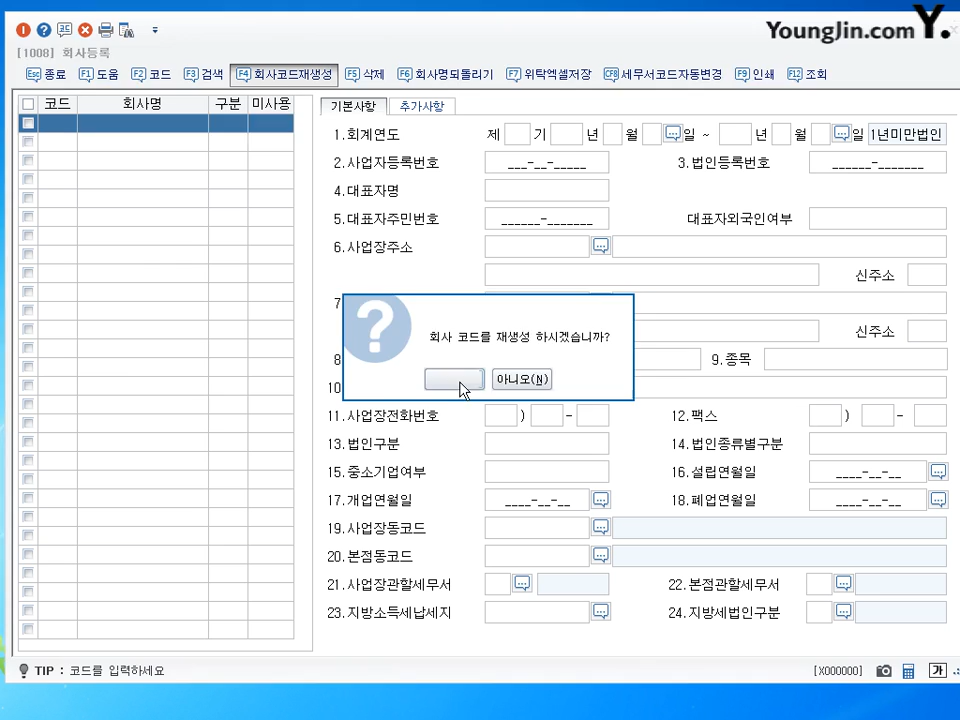 YoungJin.com Y.
[1008] 회사등록
Esc 종료 F1 도움 F2 코드 F3 검색 F4 회사코드재생성 F5 삭제 F6 회사명되돌리기 F7 위탁엑셀저장 CF8 세무서코드자동변경 F9 인쇄 F12 조회
코드 회사명 구분 미사용
기본사항 추가사항
1.회계연도 제 기 년 월 일 ~ 년 월 일 1년미만법인
2.사업자등록번호 ___-__-_____ 3.법인등록번호 ______-_______
4.대표자명
5.대표자주민번호 ______-_______ 대표자외국인여부
6.사업장주소
신주소
7
신주소
8 9.종목
10
회사 코드를 재생성 하시겠습니까?
아니오(N)
11.사업장전화번호 ) - 12.팩스 ) -
13.법인구분 14.법인종류별구분
15.중소기업여부 16.설립연월일 ____-__-__
17.개업연월일 ____-__-__ 18.폐업연월일 ____-__-__
19.사업장동코드
20.본점동코드
21.사업장관할세무서 22.본점관할세무서
23.지방소득세납세지 24.지방세법인구분
TIP : 코드를 입력하세요 [X000000] 가